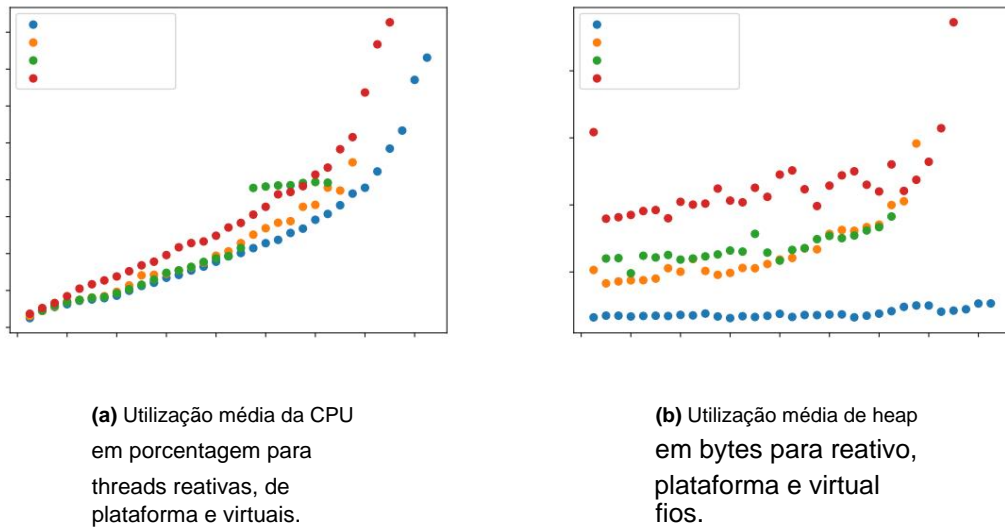 (a) Utilização média da CPU
em porcentagem para
threads reativas, de
plataforma e virtuais.
(b) Utilização média de heap
em bytes para reativo,
plataforma e virtual
fios.